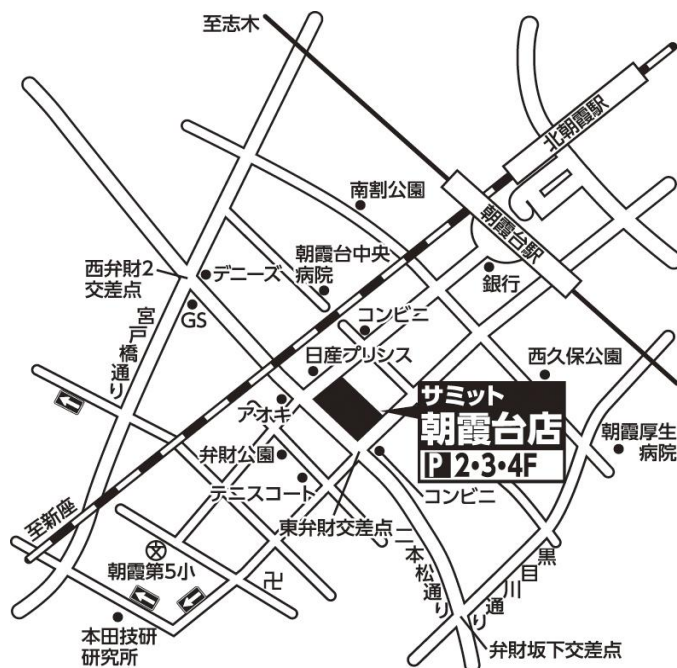 至志木
北朝霞駅
南割公園
朝霞台駅
朝霞台中央
病院
西弁財2
交差点
デニーズ
銀行
GS
コンビニ
宮戸橋通り
日産プリンス
西久保公園
サミット
朝霞台店
P 2・3・4F
アオキ
朝霞厚生
病院
弁財公園
テニスコート
コンビニ
至新座
東弁財交差点
二本松通り
黒目川通り
文
朝霞第5小
卍
本田技研
研究所
弁財坂下交差点